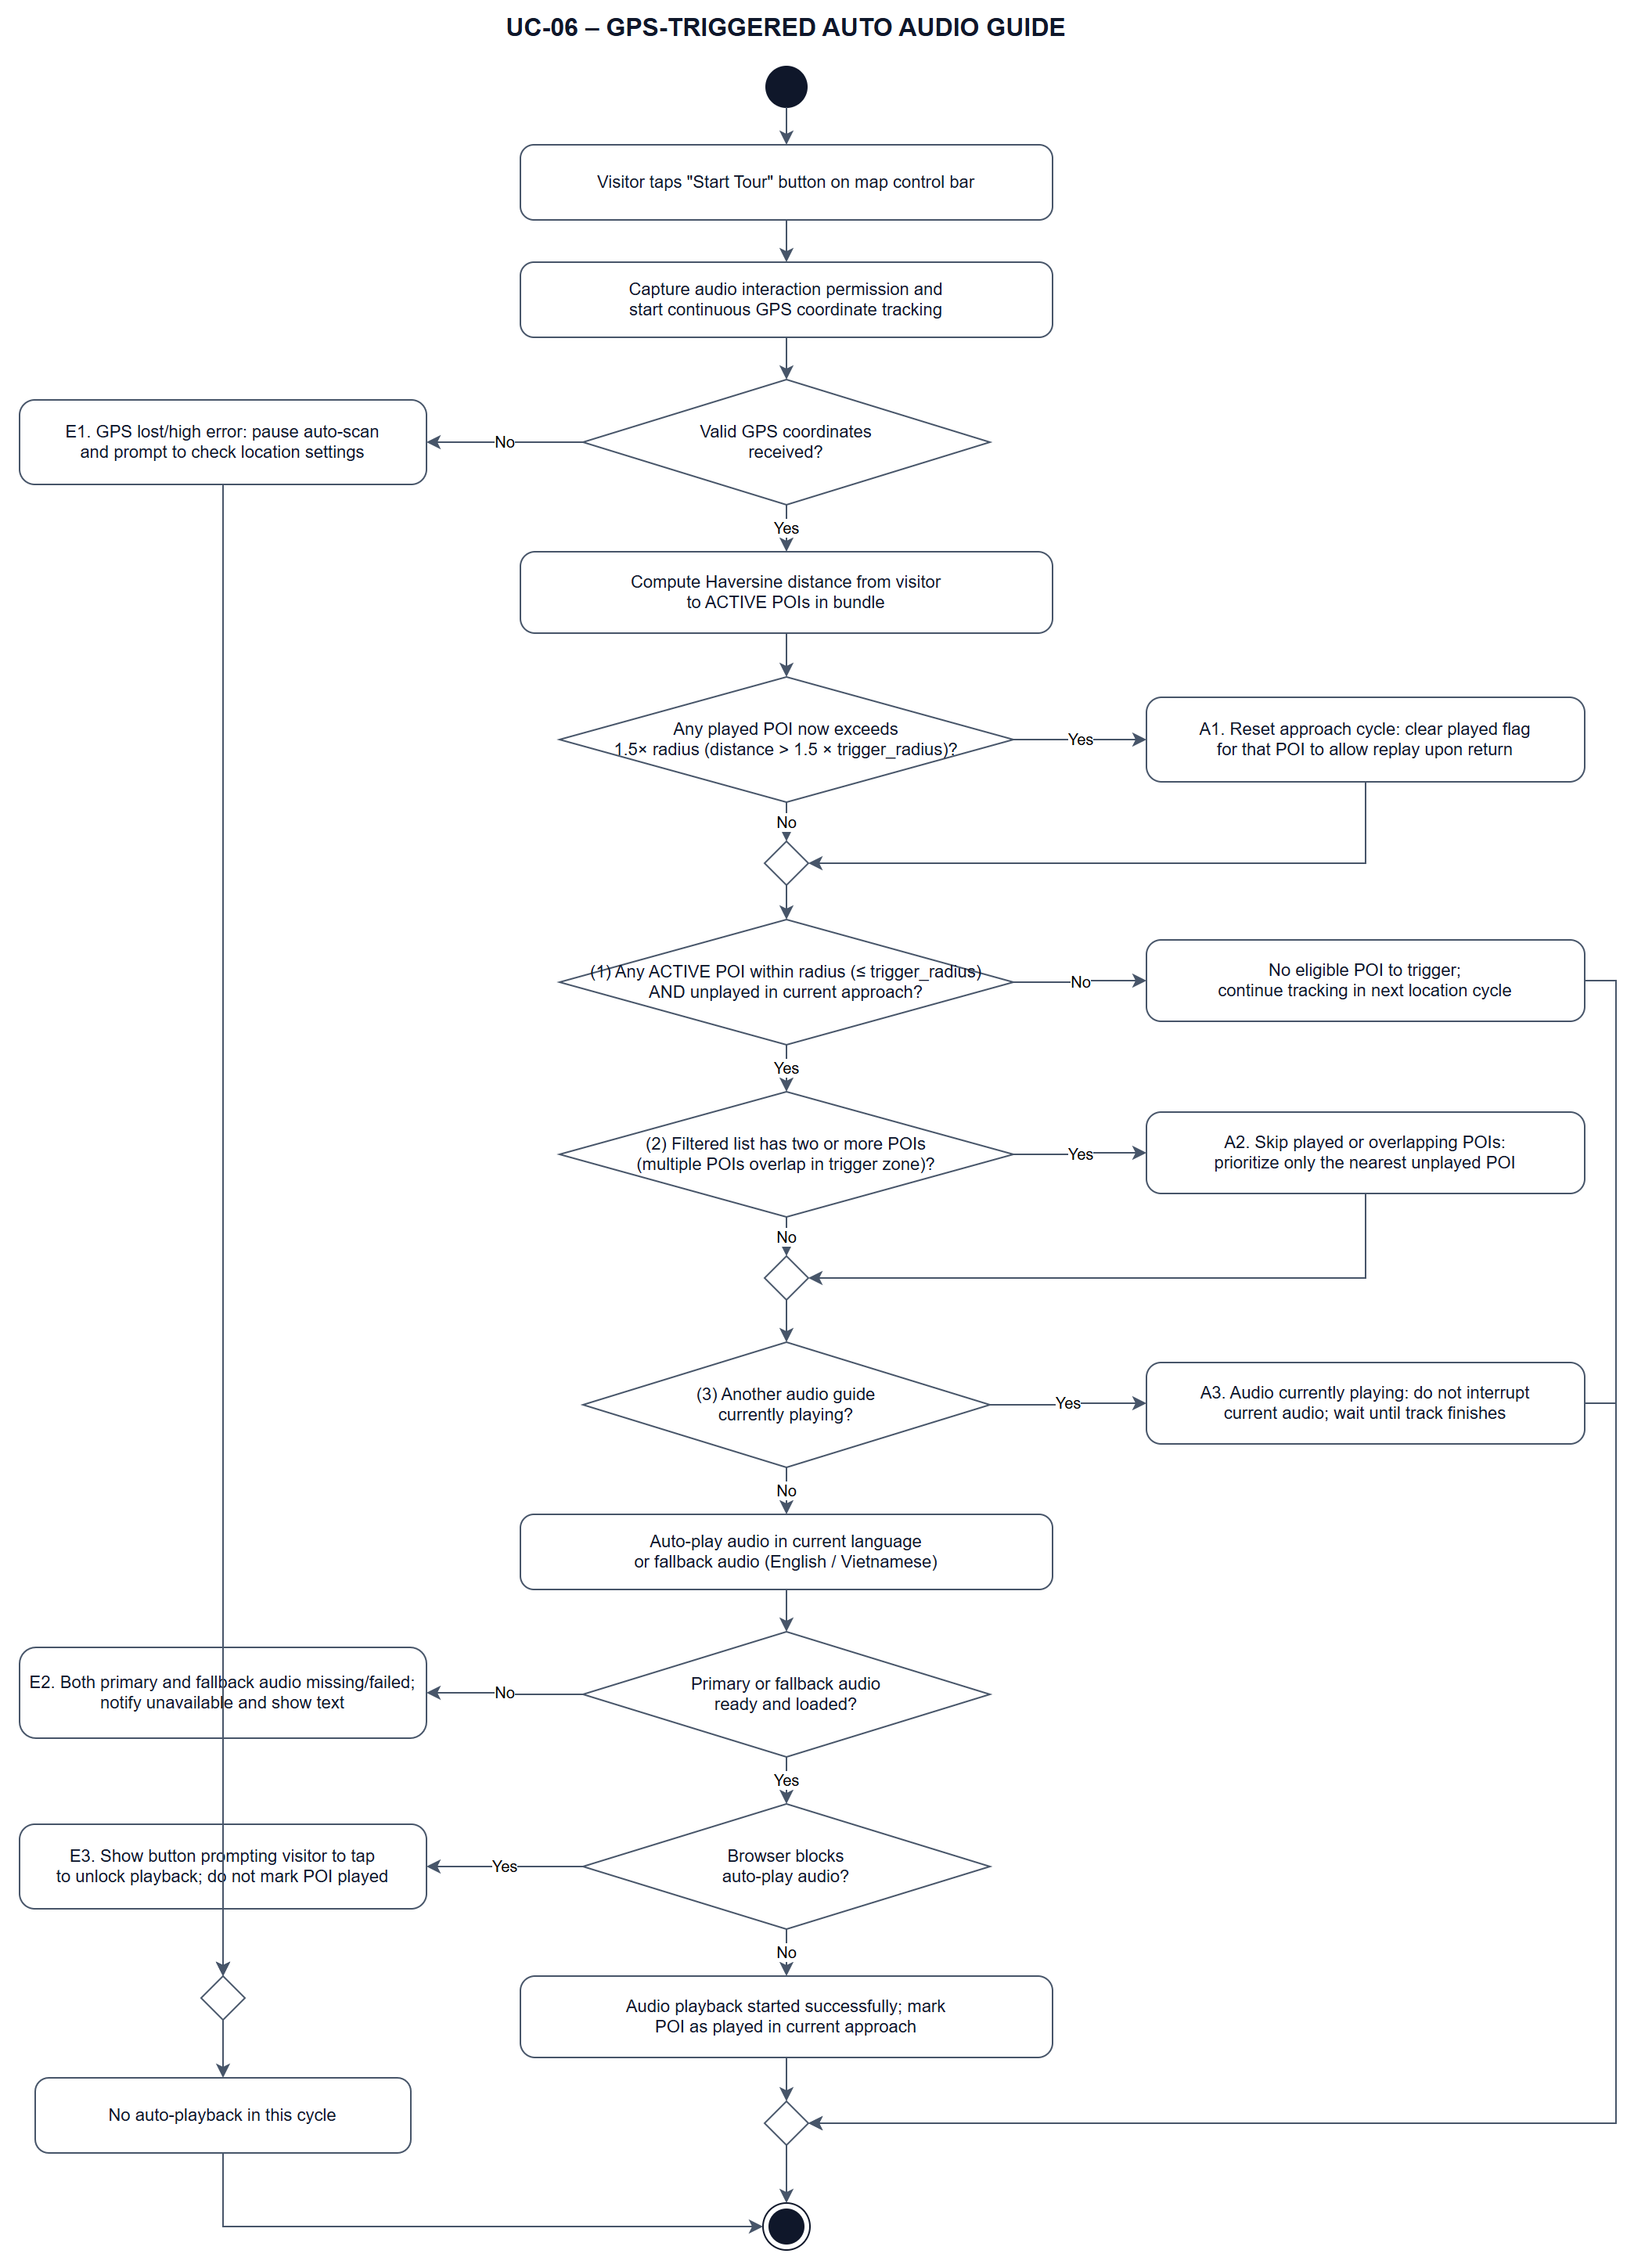 UC-06 – GPS-TRIGGERED AUTO AUDIO GUIDE
Visitor taps "Start Tour" button on map control bar
Capture audio interaction permission and
start continuous GPS coordinate tracking
Valid GPS coordinates
received?
No
E1. GPS lost/high error: pause auto-scan
and prompt to check location settings
Yes
Compute Haversine distance from visitor
to ACTIVE POIs in bundle
Any played POI now exceeds
1.5× radius (distance > 1.5 × trigger_radius)?
Yes
A1. Reset approach cycle: clear played flag
for that POI to allow replay upon return
No
(1) Any ACTIVE POI within radius (≤ trigger_radius)
AND unplayed in current approach?
No
No eligible POI to trigger;
continue tracking in next location cycle
Yes
(2) Filtered list has two or more POIs
(multiple POIs overlap in trigger zone)?
Yes
A2. Skip played or overlapping POIs:
prioritize only the nearest unplayed POI
No
(3) Another audio guide
currently playing?
Yes
A3. Audio currently playing: do not interrupt
current audio; wait until track finishes
No
Auto-play audio in current language
or fallback audio (English / Vietnamese)
Primary or fallback audio
ready and loaded?
No
E2. Both primary and fallback audio missing/failed;
notify unavailable and show text
Yes
Browser blocks
auto-play audio?
Yes
E3. Show button prompting visitor to tap
to unlock playback; do not mark POI played
No
Audio playback started successfully; mark
POI as played in current approach
No auto-playback in this cycle